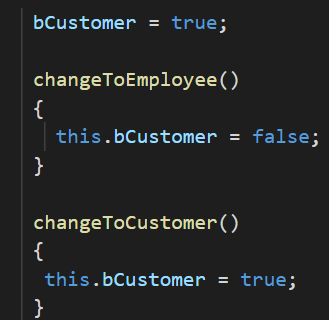 bCustomer = true;
changeToEmployee()
{
this.bCustomer = false;
}
changeToCustomer()
{
this.bCustomer = true;
}